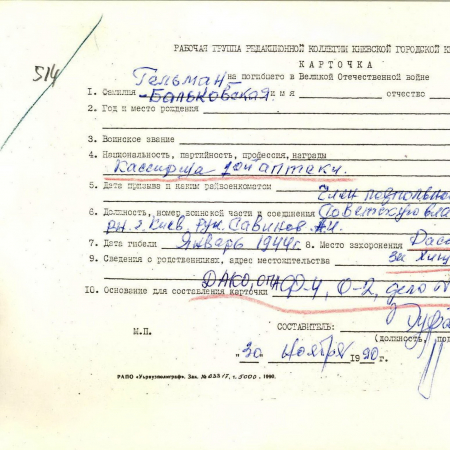 РАБОЧАЯ ГРУППА РЕДАКЦИОННОЙ КОЛЛЕГИИ КИЕВСКОЙ ГОРОДСКОЙ
514
КАРТОЧКА
на погибшего в Великой Отечественной войне
Гельман-
1. Фамилия Бальковская имя отчество
2. Год и место рождения
3. Воинское звание
4. Национальность, партийность, профессия, награды
Кассирша 1ой аптеки.
5. Дата призыва и каким райвоенкоматом Член
6. Должность, номер воинской части и соединения
г. Киев, рук. Савинов А.И.
7. Дата гибели Январь 1944г. 8. Место захоронения
9. Сведения о родственниках, адрес местожительства за
ДАКО, Ф-4, О-2, дело
10. Основание для составления карточки
М.П.
СОСТАВИТЕЛЬ:
(должность,
"30" Ноября 1990
РАПО «Укрвузполиграф». Зак. № т. 5000. 1990.